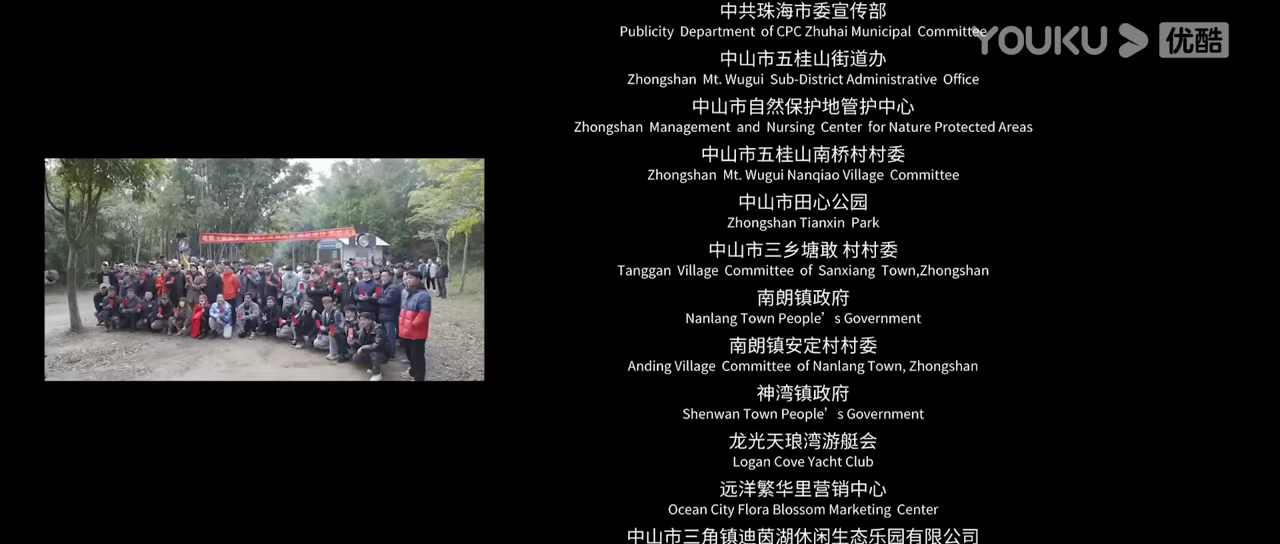 中共珠海市委宣传部
Publicity Department of CPC Zhuhai Municipal Committee
YOUKU 优酷
中山市五桂山街道办
Zhongshan Mt. Wugui Sub-District Administrative Office
中山市自然保护地管护中心
Zhongshan Management and Nursing Center for Nature Protected Areas
中山市五桂山南桥村村委
Zhongshan Mt. Wugui Nanqiao Village Committee
中山市田心公园
Zhongshan Tianxin Park
中山市三乡塘敢 村村委
Tanggan Village Committee of Sanxiang Town,Zhongshan
南朗镇政府
Nanlang Town People’s Government
南朗镇安定村村委
Anding Village Committee of Nanlang Town, Zhongshan
神湾镇政府
Shenwan Town People’s Government
龙光天琅湾游艇会
Logan Cove Yacht Club
远洋繁华里营销中心
Ocean City Flora Blossom Marketing Center
中山市三角镇迪茵湖休闲生态乐园有限公司